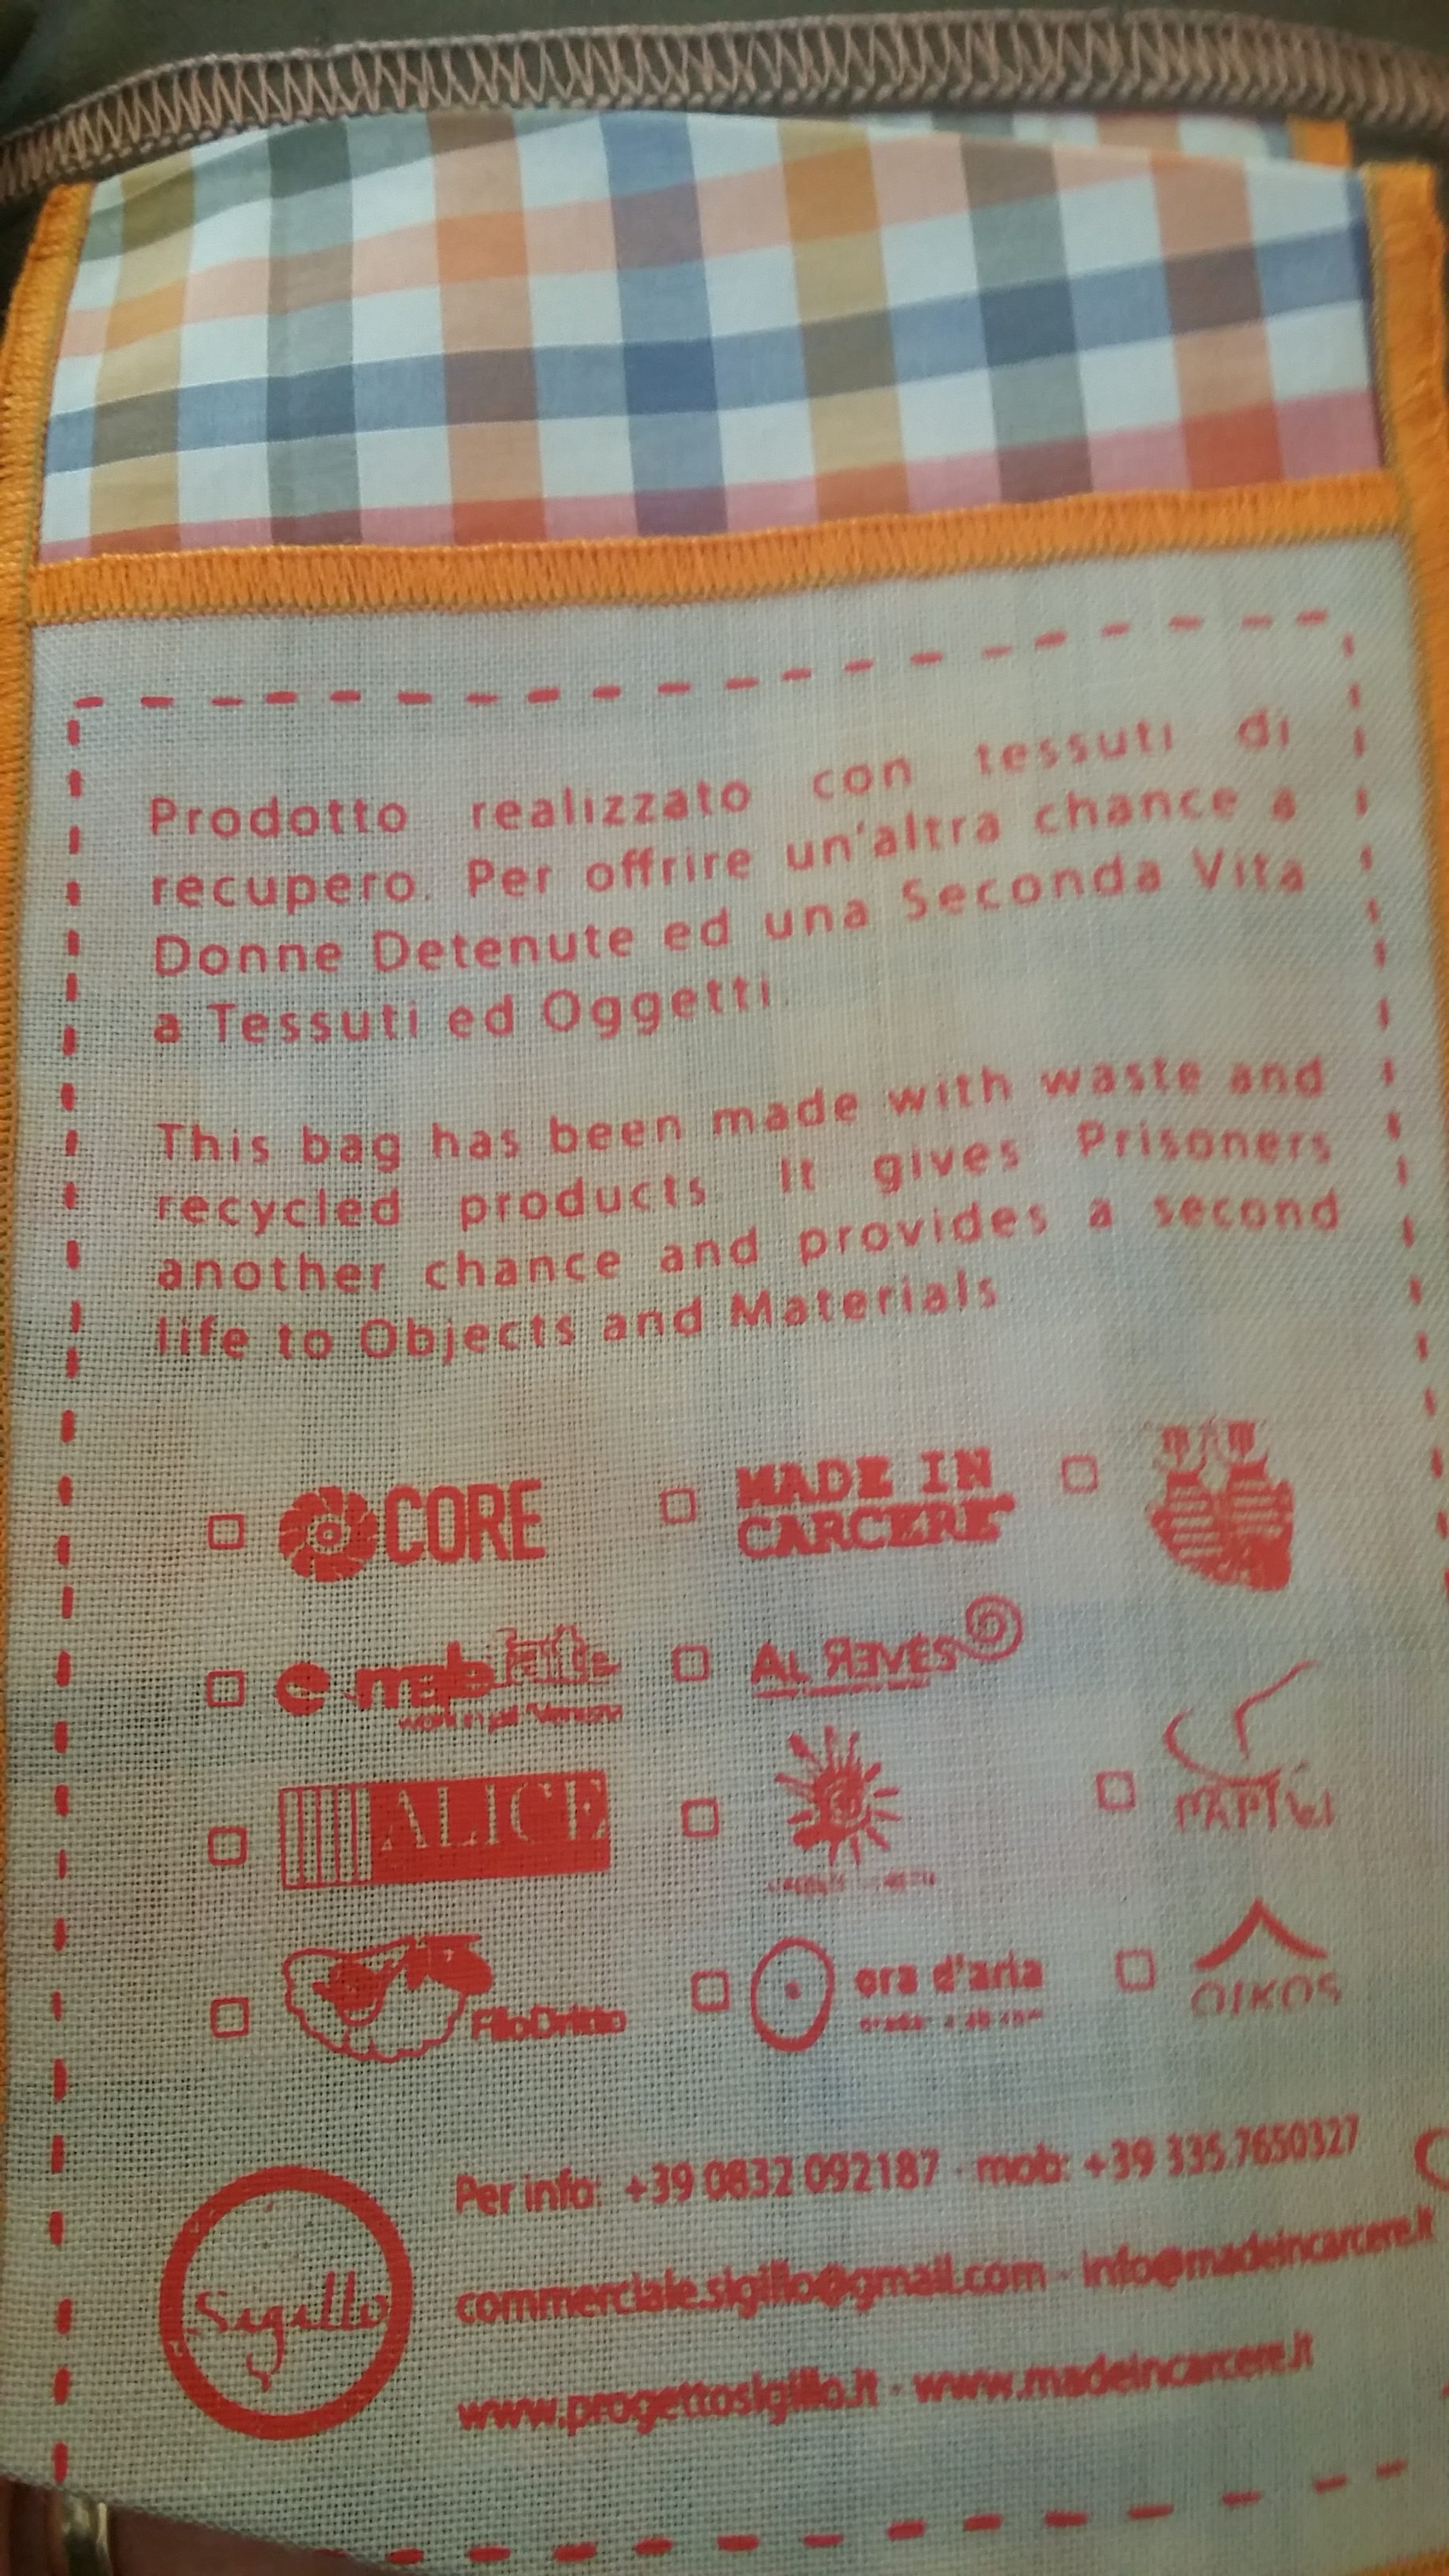 Prodotto realizzato con tessuti di
recupero. Per offrire un'altra chance a
Donne Detenute ed una Seconda Vita
a Tessuti ed Oggetti.
This bag has been made with waste and
recycled products. It gives Prisoners
another chance and provides a second
life to Objects and Materials
CORE
MADE IN
CARCERE
AL REVÉS
ALICE
FiloDritto
ora d'aria
OIKOS
Sigillo
Per info: +39 0832 092187 - mob: +39 335.7650327
commerciale.sigillo@gmail.com - info@madeincarcere.it
www.progettosigillo.it - www.madeincarcere.it